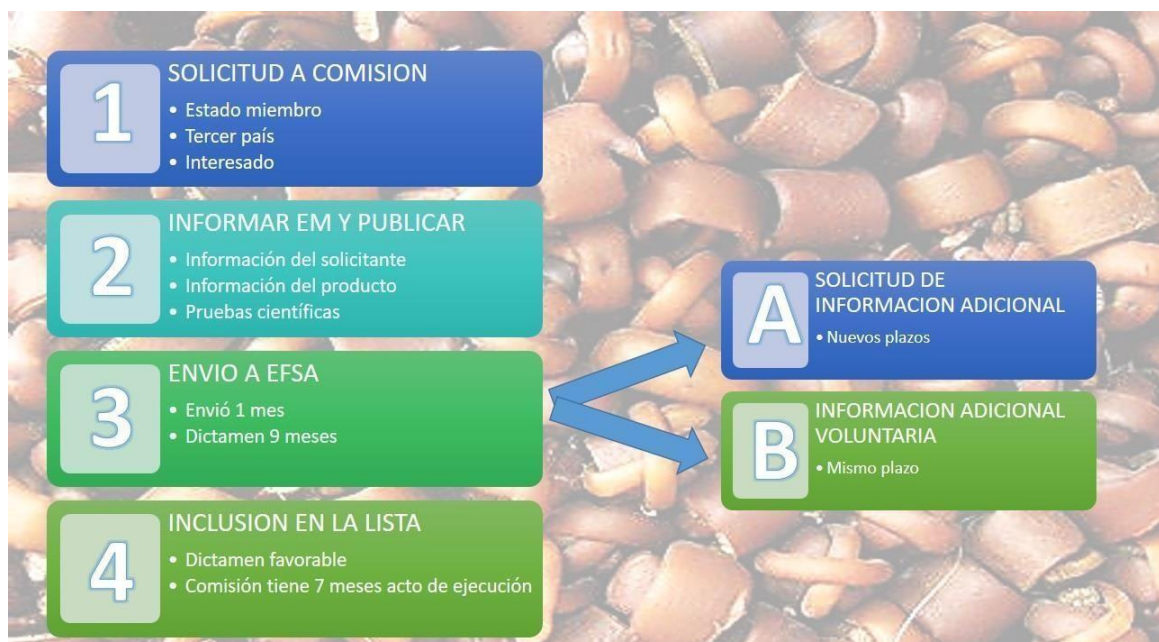 1
SOLICITUD A COMISION
• Estado miembro
• Tercer país
• Interesado
2
INFORMAR EM Y PUBLICAR
• Información del solicitante
• Información del producto
• Pruebas científicas
3
ENVIO A EFSA
• Envió 1 mes
• Dictamen 9 meses
4
INCLUSION EN LA LISTA
• Dictamen favorable
• Comisión tiene 7 meses acto de ejecución
A
SOLICITUD DE
INFORMACION ADICIONAL
• Nuevos plazos
B
INFORMACION ADICIONAL
VOLUNTARIA
• Mismo plazo